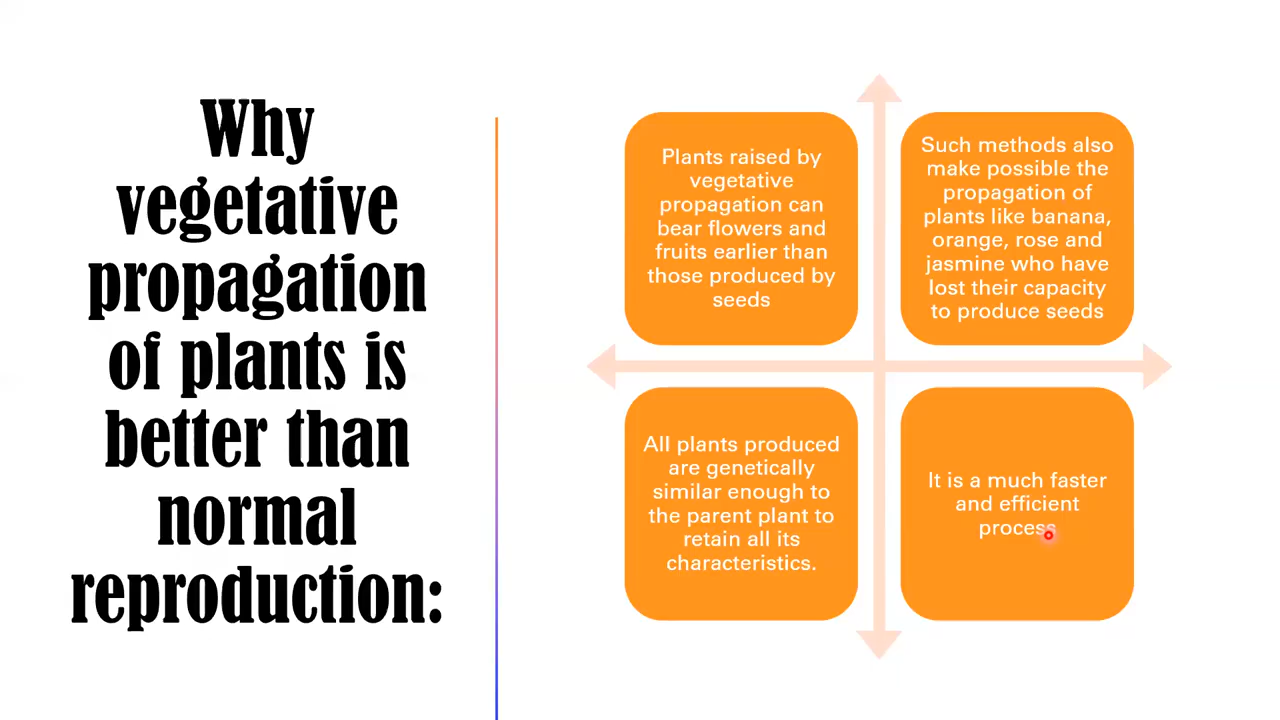 Why
vegetative
propagation
of plants is
better than
normal
reproduction:
Plants raised by
vegetative
propagation can
bear flowers and
fruits earlier than
those produced by
seeds
Such methods also
make possible the
propagation of
plants like banana,
orange, rose and
jasmine who have
lost their capacity
to produce seeds
All plants produced
are genetically
similar enough to
the parent plant to
retain all its
characteristics.
It is a much faster
and efficient
process